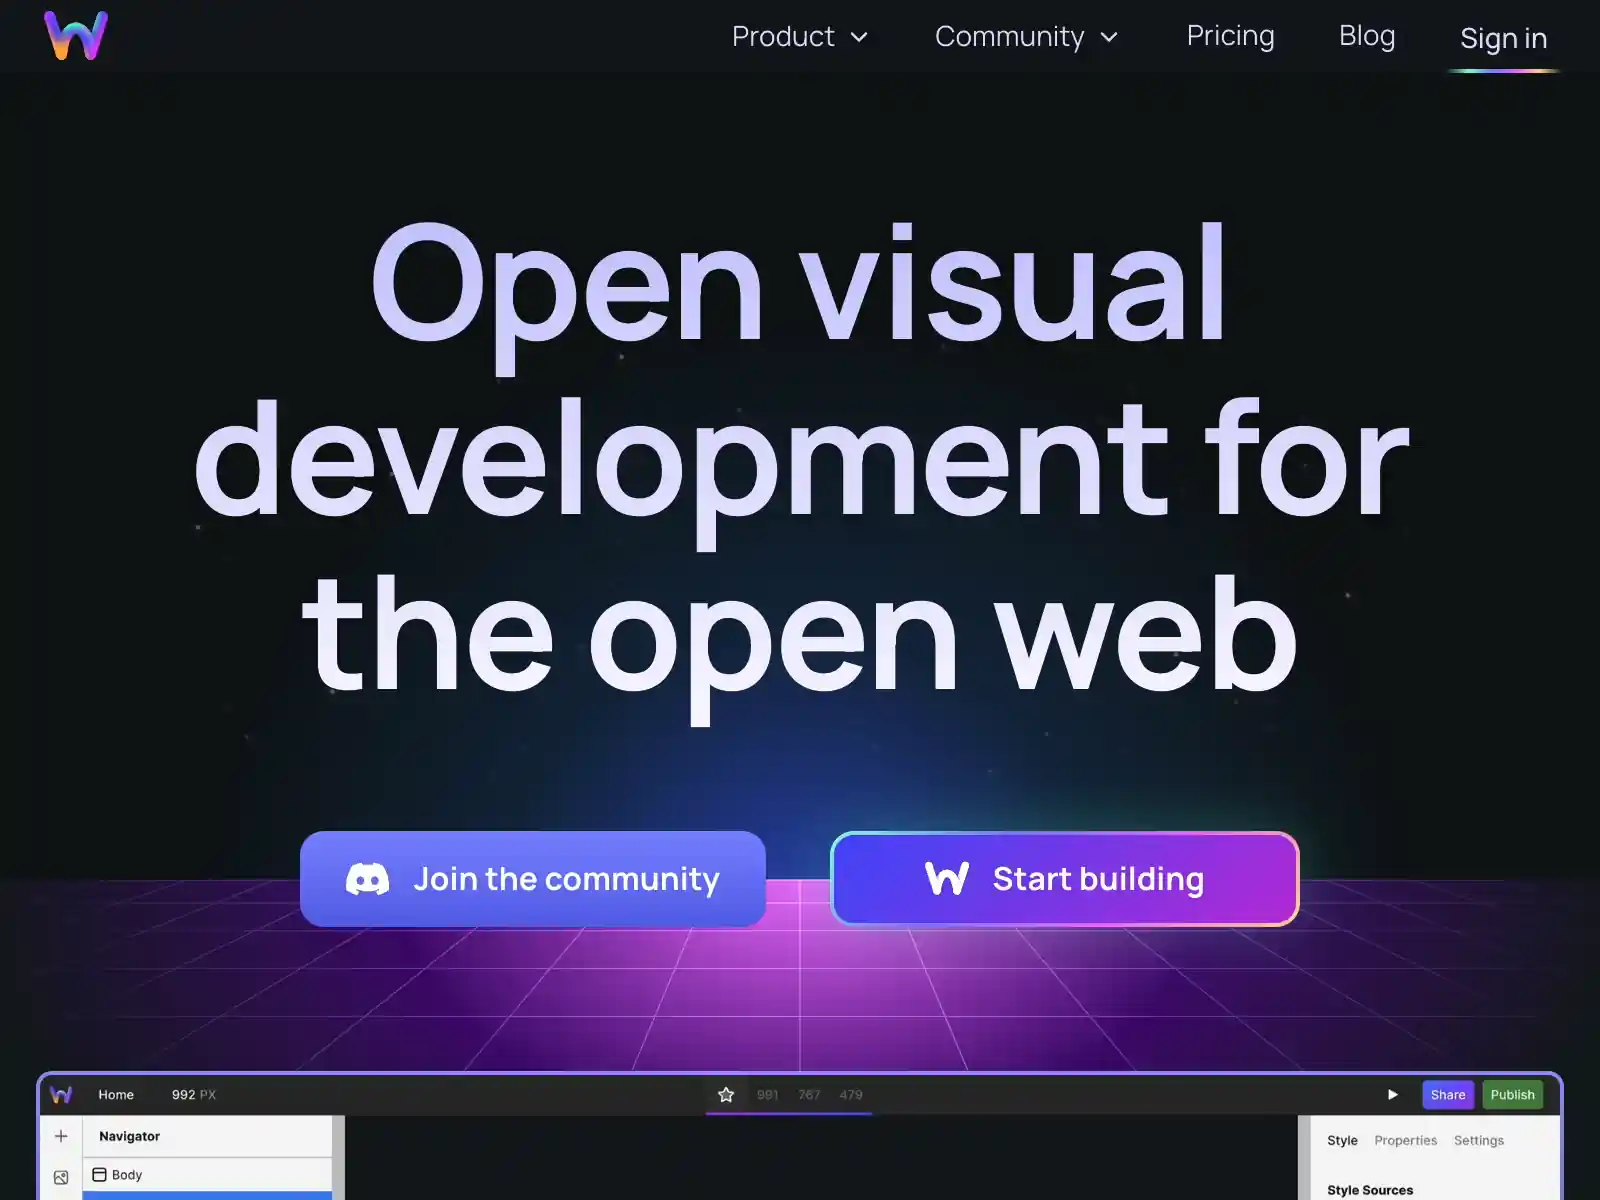 Product
Community
Pricing
Blog
Sign in
Open visual
development for
the open web
Join the community
Start building
Home
992 PX
991
767
479
Share
Publish
Navigator
Body
Style
Properties
Settings
Style Sources